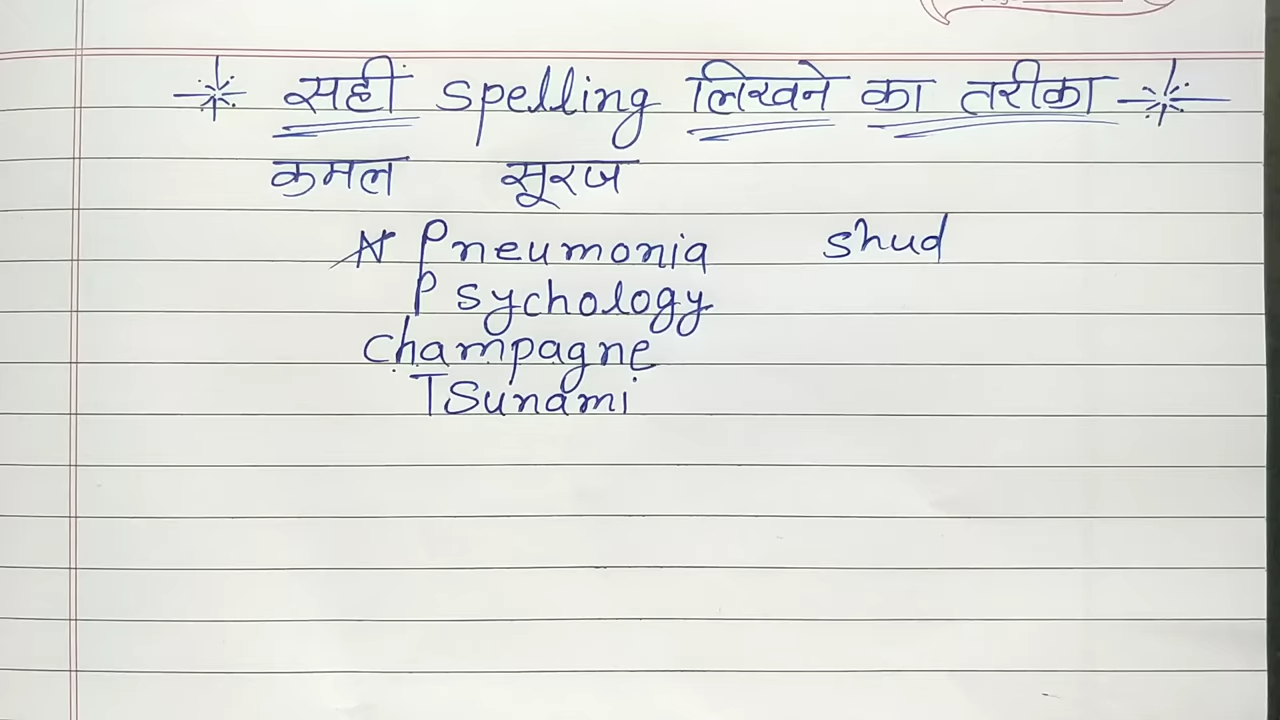 सही spelling लिखने का तरीका
कमल सूरज
Pneumonia shud
Psychology
champagne
TSunami